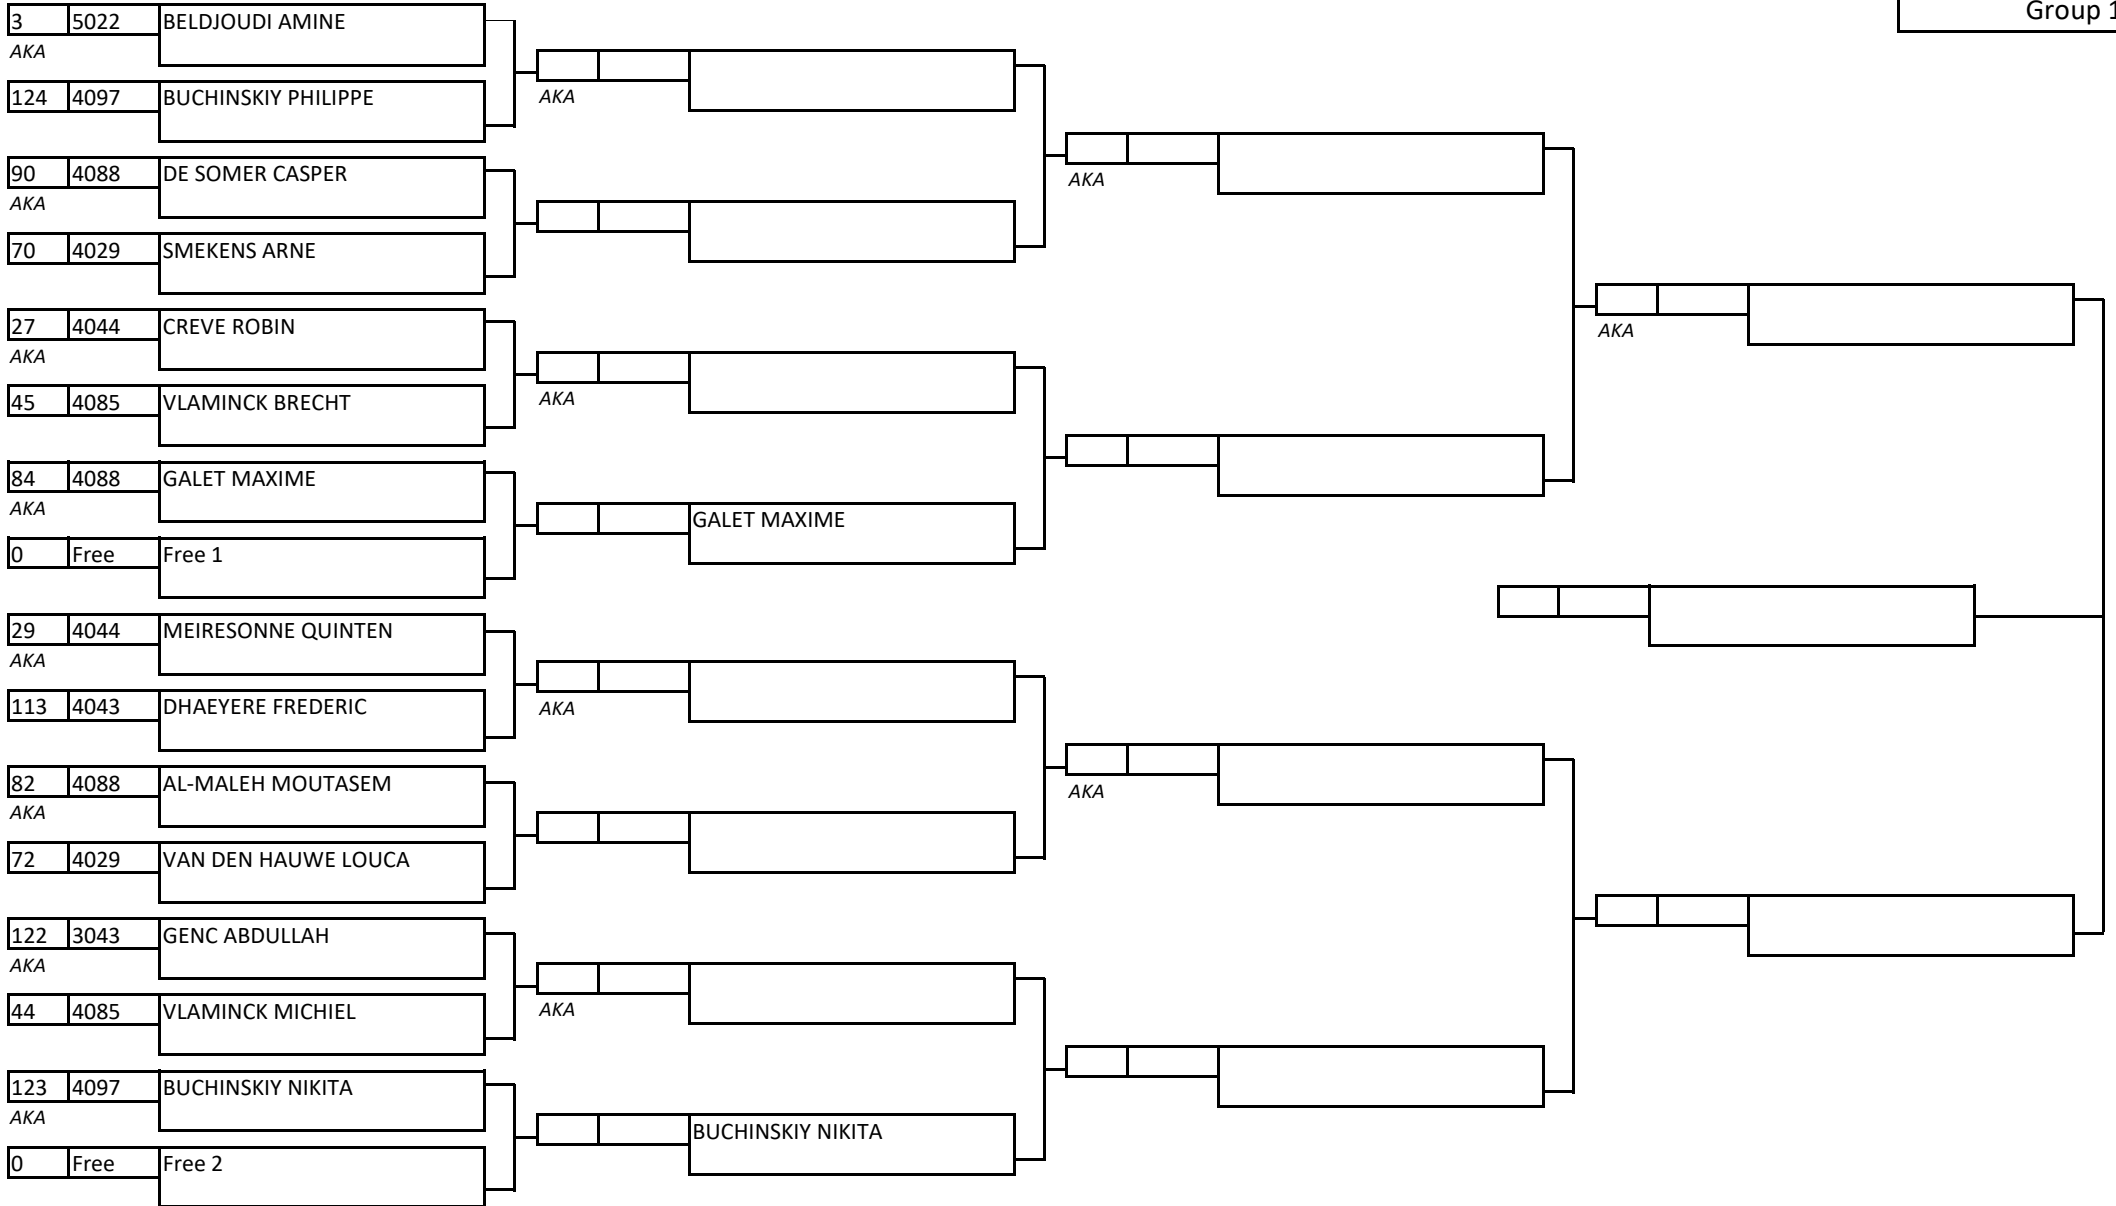 Group 1
3 5022 BELDJOUDI AMINE
AKA
AKA
124 4097 BUCHINSKIY PHILIPPE
90 4088 DE SOMER CASPER
AKA
AKA
70 4029 SMEKENS ARNE
27 4044 CREVE ROBIN
AKA
AKA
45 4085 VLAMINCK BRECHT
AKA
84 4088 GALET MAXIME
AKA
GALET MAXIME
0 Free Free 1
29 4044 MEIRESONNE QUINTEN
AKA
113 4043 DHAEYERE FREDERIC
AKA
82 4088 AL-MALEH MOUTASEM
AKA
AKA
72 4029 VAN DEN HAUWE LOUCA
122 3043 GENC ABDULLAH
AKA
44 4085 VLAMINCK MICHIEL
AKA
123 4097 BUCHINSKIY NIKITA
AKA
BUCHINSKIY NIKITA
0 Free Free 2